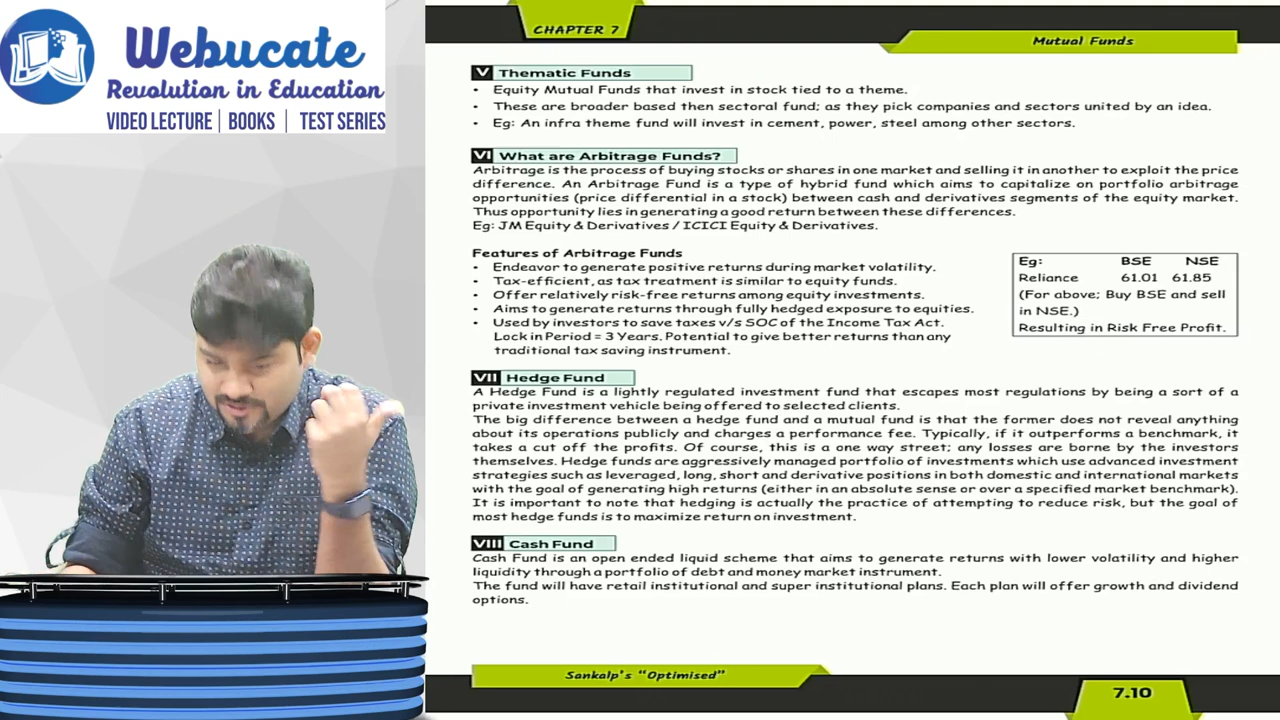 Webucate
Revolution in Education
VIDEO LECTURE | BOOKS | TEST SERIES
CHAPTER 7
Mutual Funds
V Thematic Funds
• Equity Mutual Funds that invest in stock tied to a theme.
• These are broader based then sectoral fund; as they pick companies and sectors united by an idea.
• Eg: An infra theme fund will invest in cement, power, steel among other sectors.
VI What are Arbitrage Funds?
Arbitrage is the process of buying stocks or shares in one market and selling it in another to exploit the price
difference. An Arbitrage Fund is a type of hybrid fund which aims to capitalize on portfolio arbitrage
opportunities (price differential in a stock) between cash and derivatives segments of the equity market.
Thus opportunity lies in generating a good return between these differences.
Eg: JM Equity & Derivatives / ICICI Equity & Derivatives.
Features of Arbitrage Funds
• Endeavor to generate positive returns during market volatility.
• Tax-efficient, as tax treatment is similar to equity funds.
• Offer relatively risk-free returns among equity investments.
• Aims to generate returns through fully hedged exposure to equities.
• Used by investors to save taxes v/s SOC of the Income Tax Act.
Lock in Period = 3 Years. Potential to give better returns than any
traditional tax saving instrument.
Eg: BSE NSE
Reliance 61.01 61.85
(For above; Buy BSE and sell
in NSE.)
Resulting in Risk Free Profit.
VII Hedge Fund
A Hedge Fund is a lightly regulated investment fund that escapes most regulations by being a sort of a
private investment vehicle being offered to selected clients.
The big difference between a hedge fund and a mutual fund is that the former does not reveal anything
about its operations publicly and charges a performance fee. Typically, if it outperforms a benchmark, it
takes a cut off the profits. Of course, this is a one way street; any losses are borne by the investors
themselves. Hedge funds are aggressively managed portfolio of investments which use advanced investment
strategies such as leveraged, long, short and derivative positions in both domestic and international markets
with the goal of generating high returns (either in an absolute sense or over a specified market benchmark).
It is important to note that hedging is actually the practice of attempting to reduce risk, but the goal of
most hedge funds is to maximize return on investment.
VIII Cash Fund
Cash Fund is an open ended liquid scheme that aims to generate returns with lower volatility and higher
liquidity through a portfolio of debt and money market instrument.
The fund will have retail institutional and super institutional plans. Each plan will offer growth and dividend
options.
Sankalp's "Optimised"
7.10